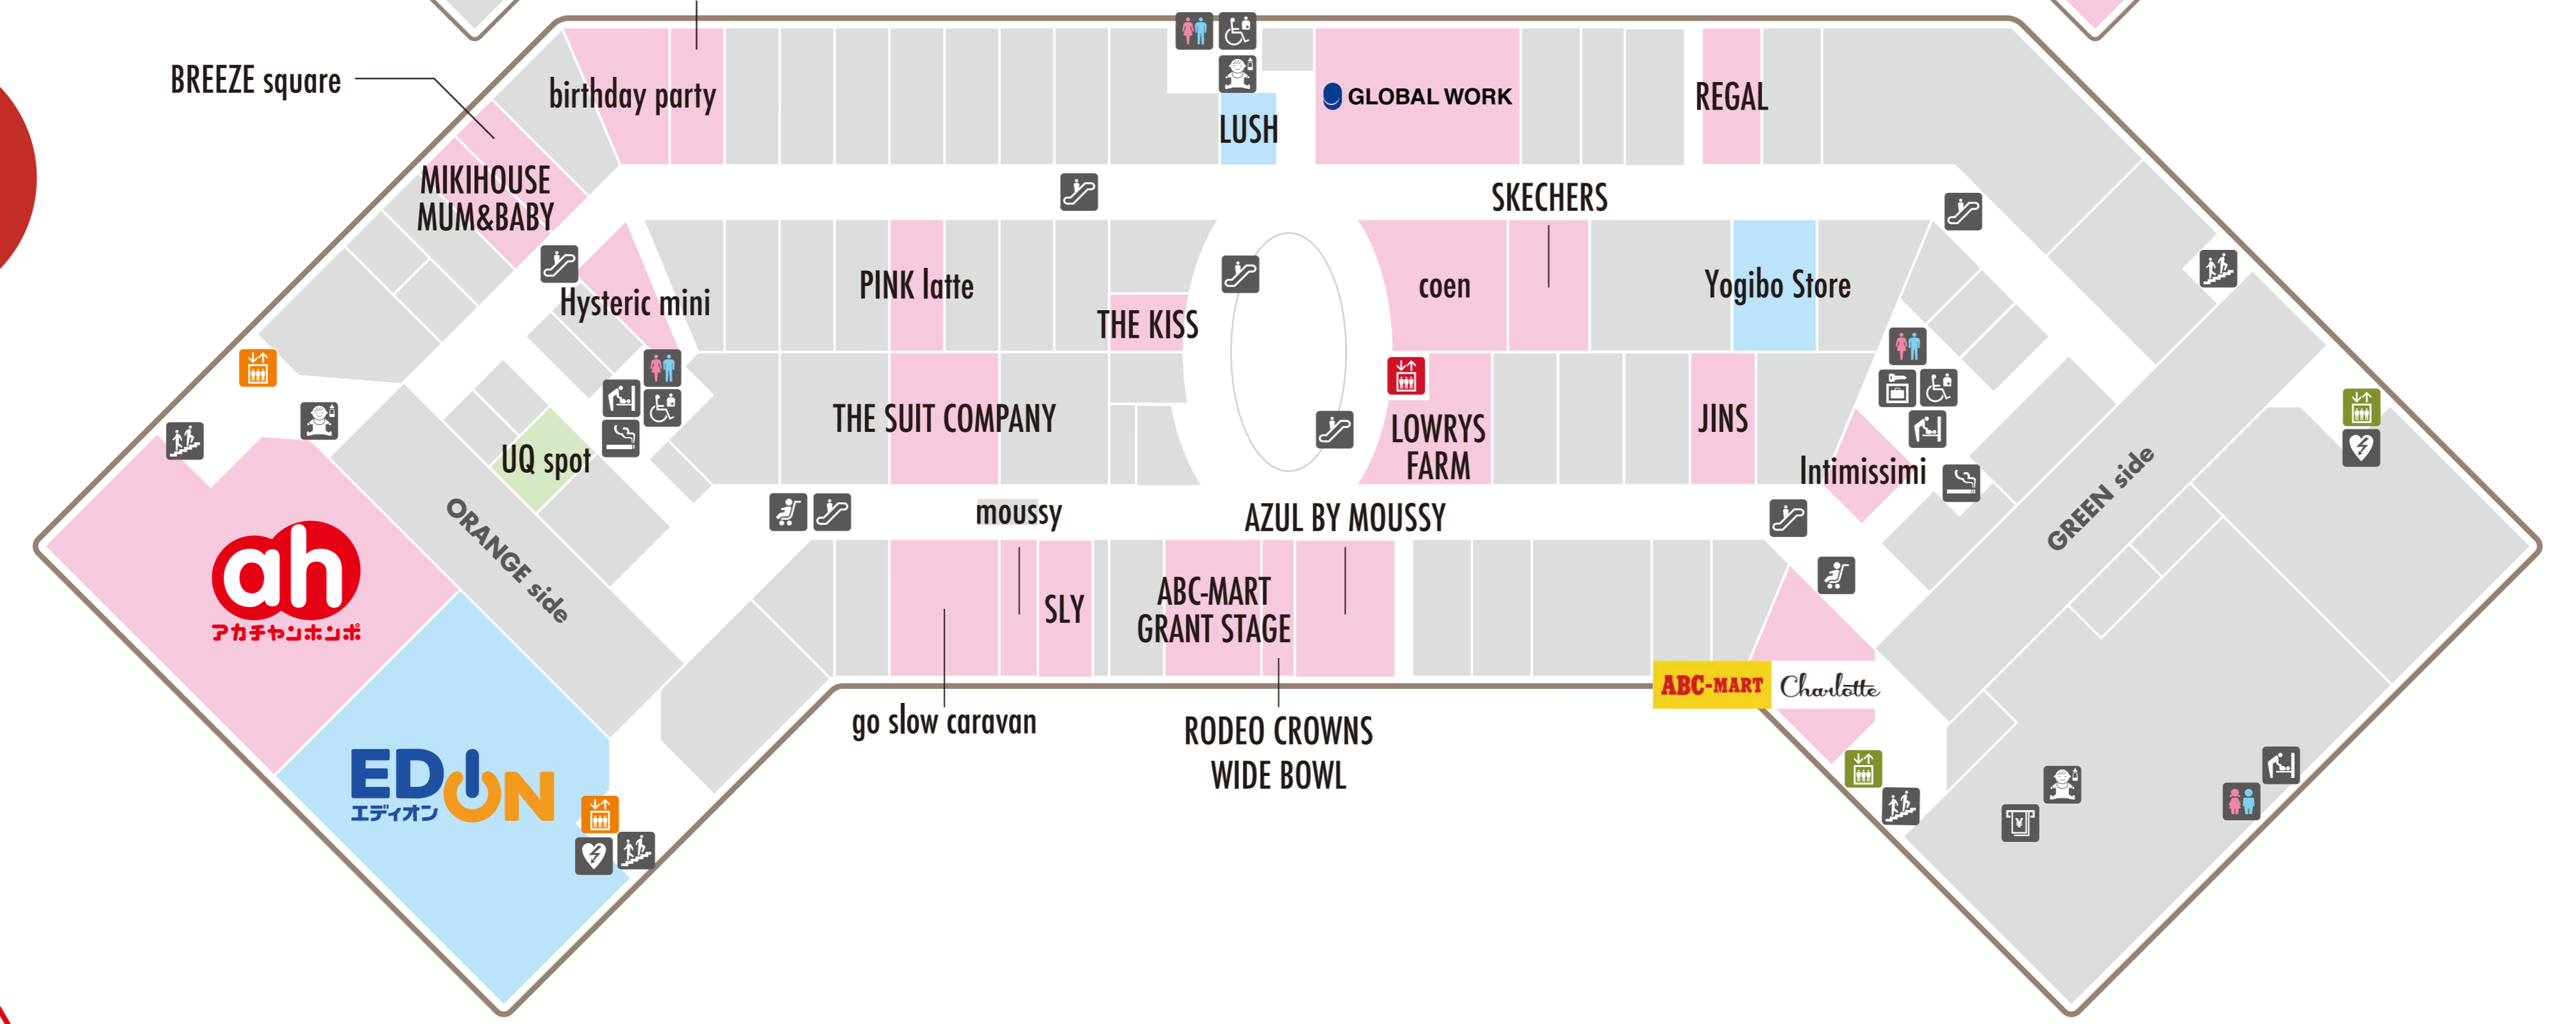 BREEZE square
birthday party
LUSH
GLOBAL WORK
REGAL
MIKIHOUSE
MUM&BABY
SKECHERS
Hysteric mini
PINK latte
THE KISS
coen
Yogibo Store
UQ spot
THE SUIT COMPANY
LOWRYS
FARM
JINS
Intimissimi
ORANGE side
GREEN side
moussy
AZUL BY MOUSSY
ah
アカチャンホンポ
SLY
ABC-MART
GRANT STAGE
go slow caravan
RODEO CROWNS
WIDE BOWL
ABC-MART Charlotte
EDION
エディオン
¥